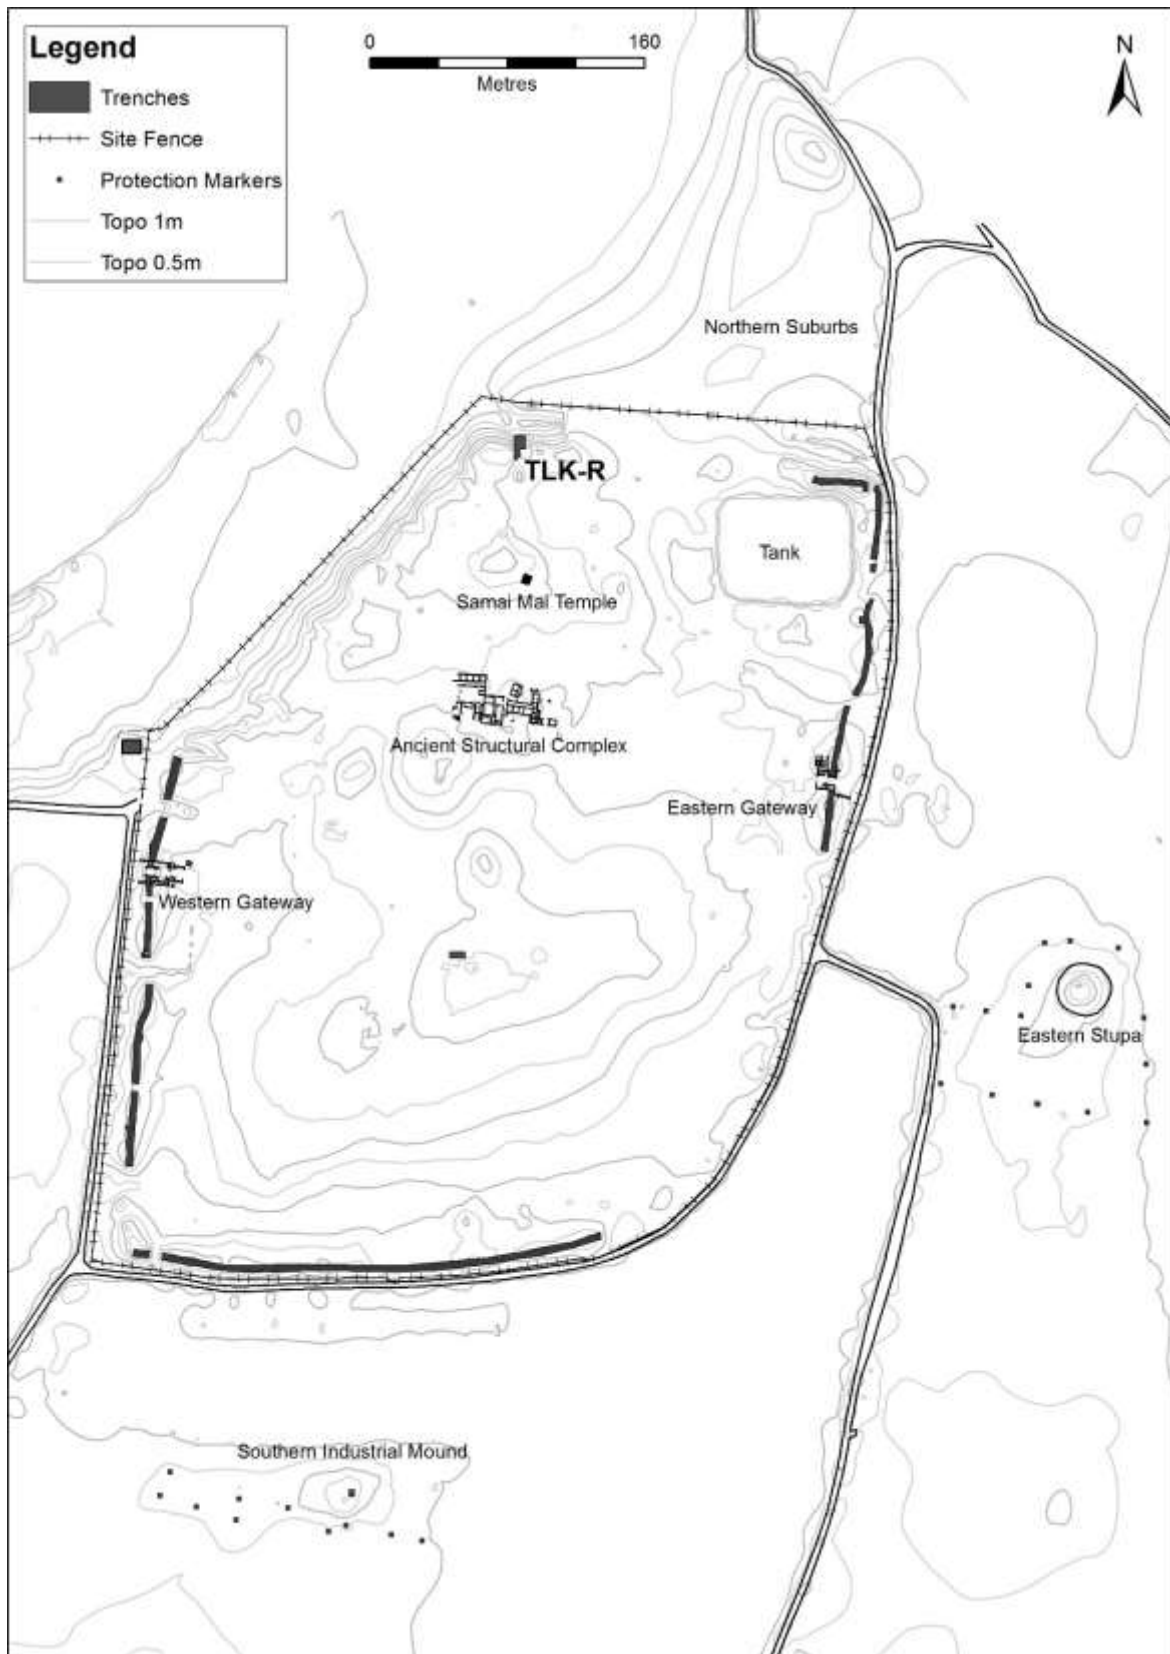 Legend
Trenches
Site Fence
Protection Markers
Topo 1m
Topo 0.5m
0 160
Metres
N
Northern Suburbs
TLK-R
Tank
Samai Mai Temple
Ancient Structural Complex
Eastern Gateway
Western Gateway
Eastern Stupa
Southern Industrial Mound